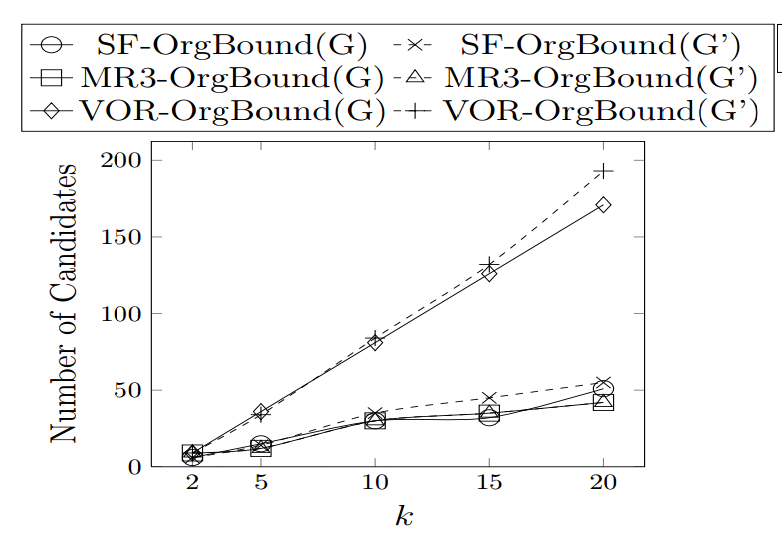 SF-OrgBound(G) SF-OrgBound(G')
MR3-OrgBound(G) MR3-OrgBound(G')
VOR-OrgBound(G) VOR-OrgBound(G')
Number of Candidates
200
150
100
50
0
2 5 10 15 20
k